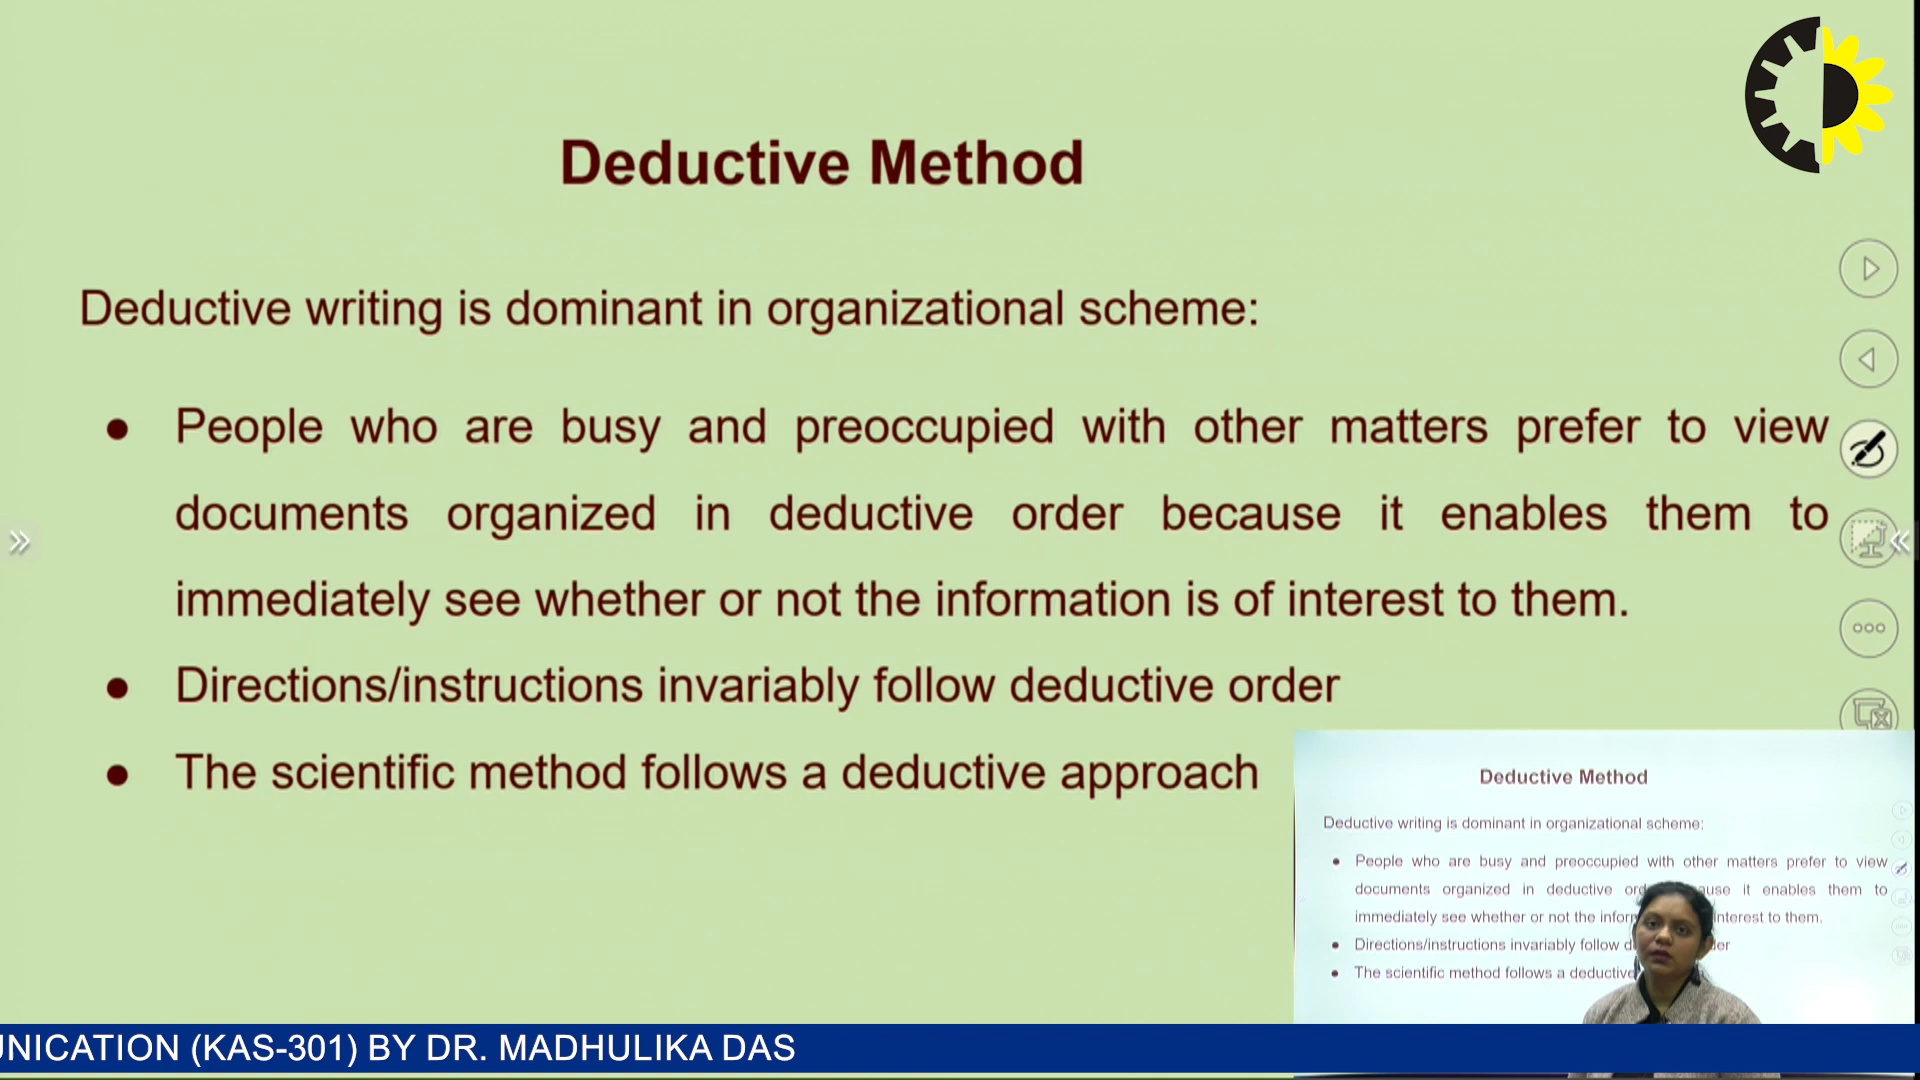 Deductive Method
Deductive writing is dominant in organizational scheme:
● People who are busy and preoccupied with other matters prefer to view
documents organized in deductive order because it enables them to
immediately see whether or not the information is of interest to them.
● Directions/instructions invariably follow deductive order
● The scientific method follows a deductive approach
Deductive Method
Deductive writing is dominant in organizational scheme:
● People who are busy and preoccupied with other matters prefer to view
documents organized in deductive it enables them to
immediately see whether or not the interest to them.
● Directions/instructions invariably follow
● The scientific method follows a deductive
(KAS-301) BY DR. MADHULIKA DAS